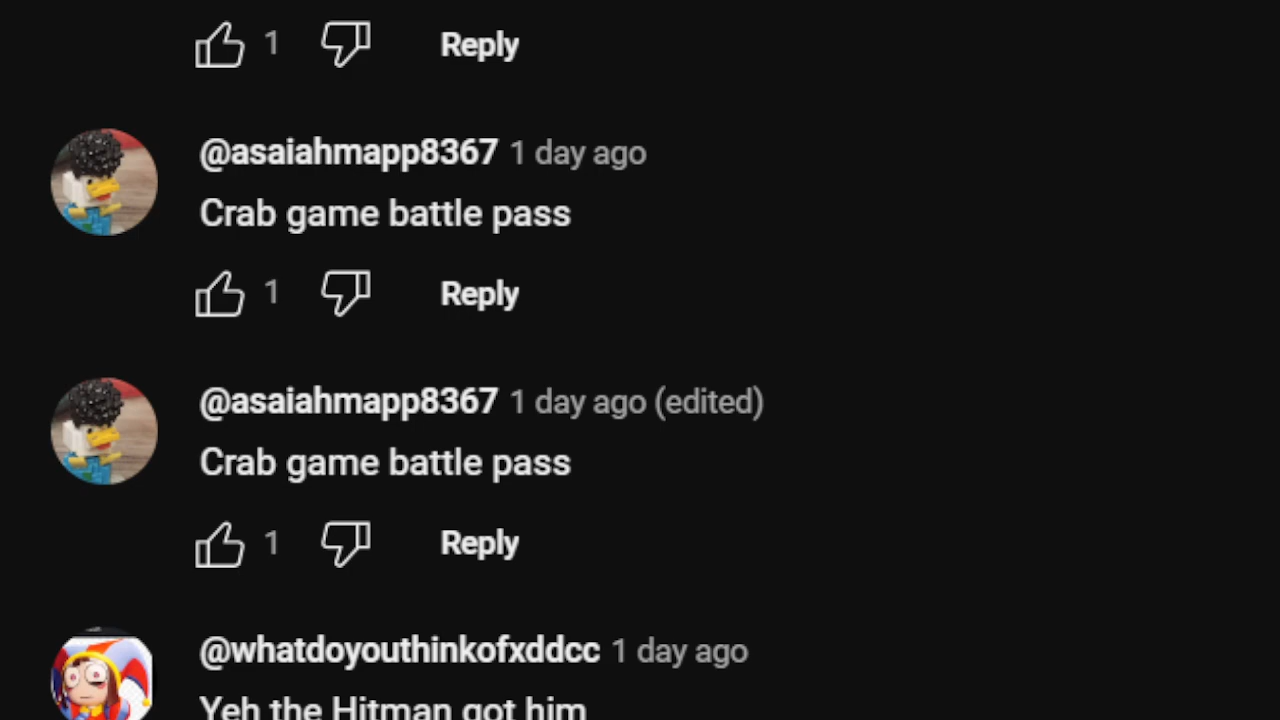 1 Reply
@asaiahmapp8367 1 day ago
Crab game battle pass
1 Reply
@asaiahmapp8367 1 day ago (edited)
Crab game battle pass
1 Reply
@whatdoyouthinkofxddcc 1 day ago
Yeh the Hitman got him